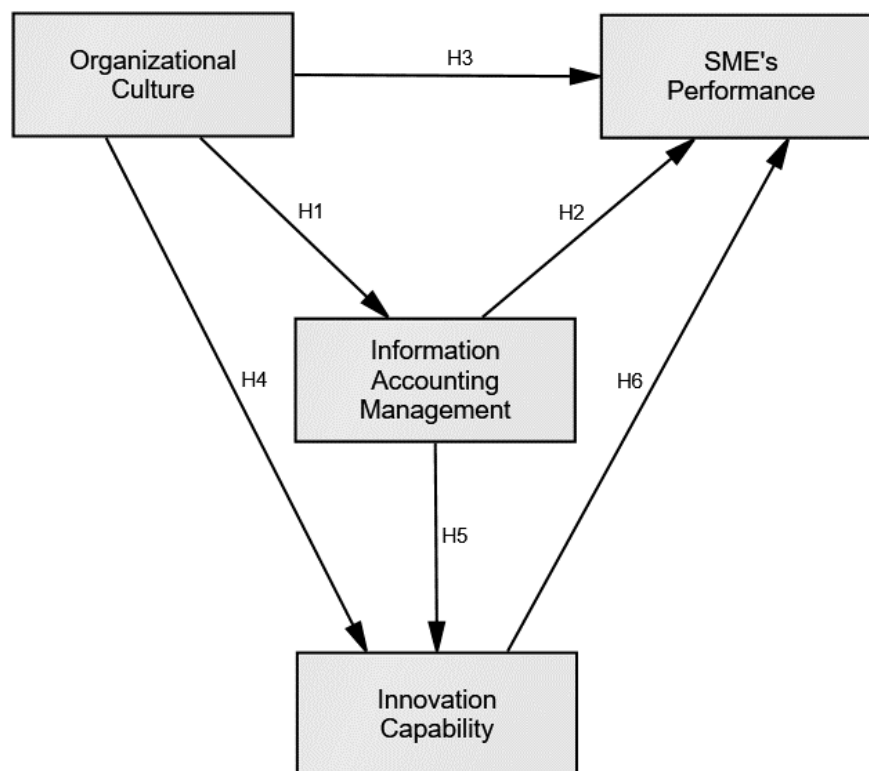 Organizational
Culture
H3
SME's
Performance
H1
H2
Information
Accounting
Management
H4
H6
H5
Innovation
Capability